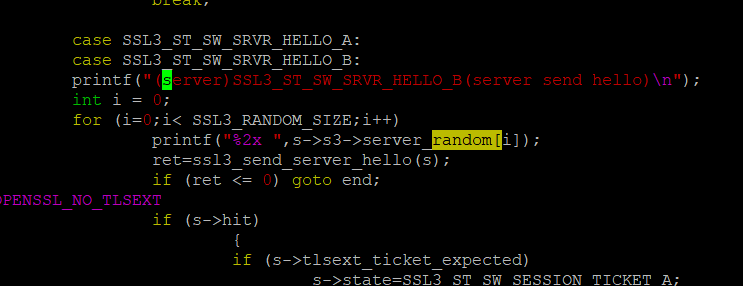 break;
case SSL3_ST_SW_SRVR_HELLO_A:
case SSL3_ST_SW_SRVR_HELLO_B:
printf("(server)SSL3_ST_SW_SRVR_HELLO_B(server send hello)\n");
int i = 0;
for (i=0;i< SSL3_RANDOM_SIZE;i++)
printf("%2x ",s->s3->server_random[i]);
ret=ssl3_send_server_hello(s);
if (ret <= 0) goto end;
OPENSSL_NO_TLSEXT
if (s->hit)
{
if (s->tlsext_ticket_expected)
s->state=SSL3_ST_SW_SESSION_TICKET_A;